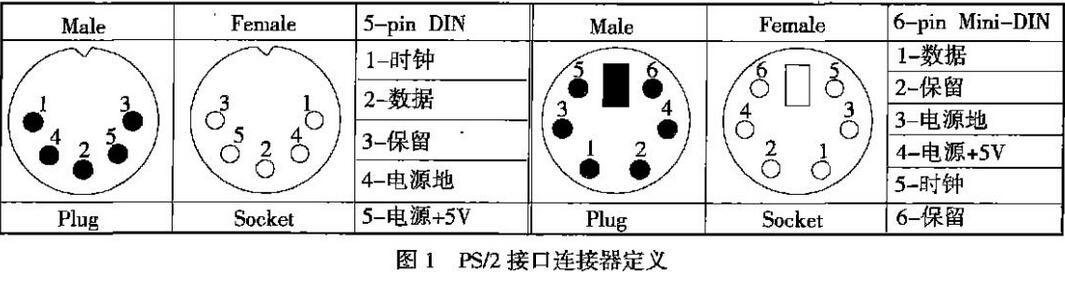 Male Female 5-pin DIN Male Female 6-pin Mini-DIN
1-时钟
2-数据
3-保留
4-电源地
5-电源+5V
1-数据
2-保留
3-电源地
4-电源+5V
5-时钟
6-保留
1 3
4 2 5
3 1
5 2 4
5 6
3 4
1 2
6 5
4 3
2 1
Plug Socket Plug Socket
图 1 PS/2 接口连接器定义